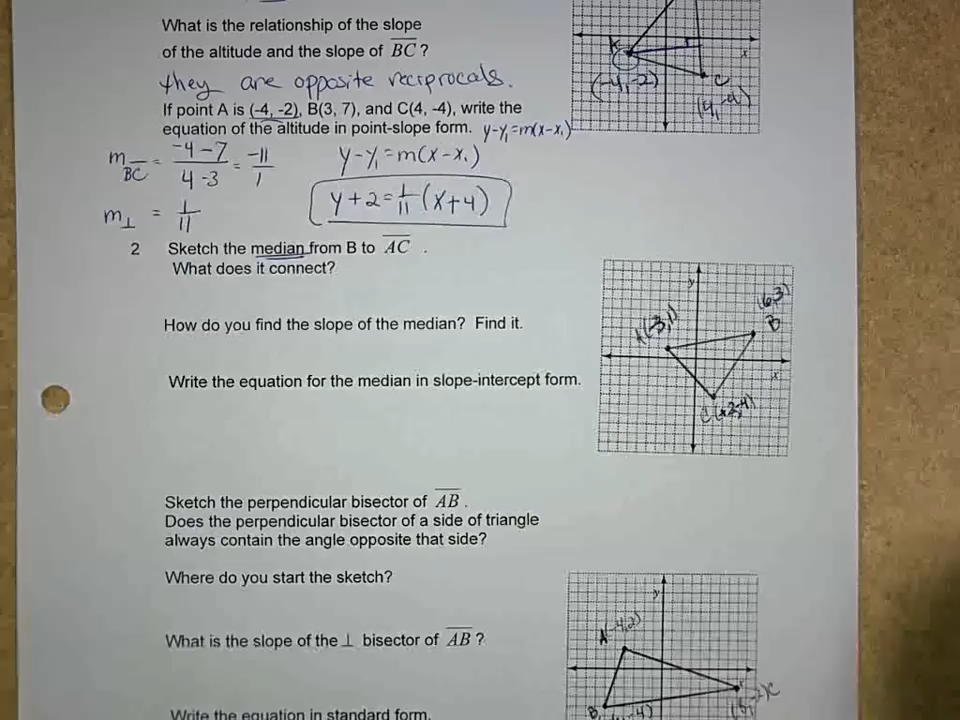 What is the relationship of the slope
of the altitude and the slope of BC?
they are opposite reciprocals.
If point A is (-4, -2), B(3, 7), and C(4, -4), write the
equation of the altitude in point-slope form. y-y₁=m(x-x₁)
m BC = -4-7 / 4-3 = -11 / 1
y-y₁=m(x-x₁)
m⊥ = 1/11
y+2=1/11(x+4)
(-4,-2)
C
(4,-4)
x
2 Sketch the median from B to AC.
What does it connect?
How do you find the slope of the median? Find it.
Write the equation for the median in slope-intercept form.
y
(6,3)
B
A(-3,1)
x
Sketch the perpendicular bisector of AB.
Does the perpendicular bisector of a side of triangle
always contain the angle opposite that side?
Where do you start the sketch?
What is the slope of the ⊥ bisector of AB?
Write the equation in standard form.
y
A(-4,2)
x
B
C